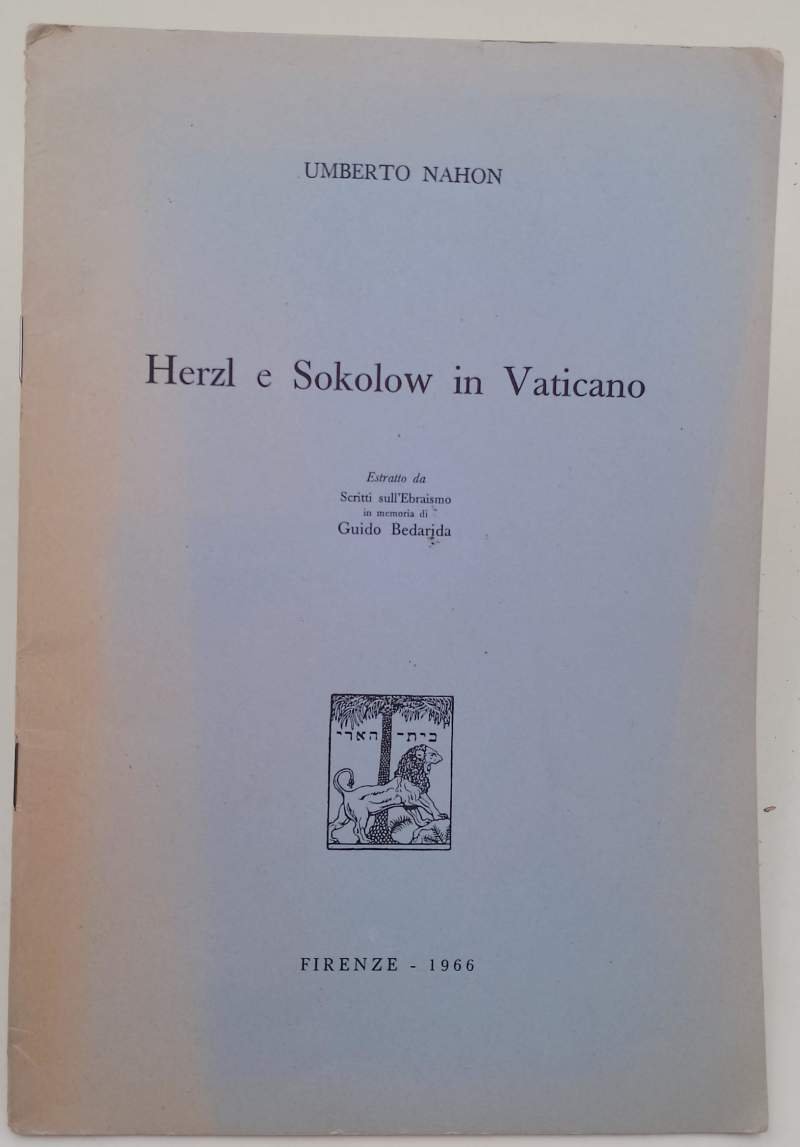 UMBERTO NAHON
Herzl e Sokolow in Vaticano
Estratto da
Scritti sull'Ebraismo
in memoria di
Guido Bedarida
בית-הארי
FIRENZE - 1966